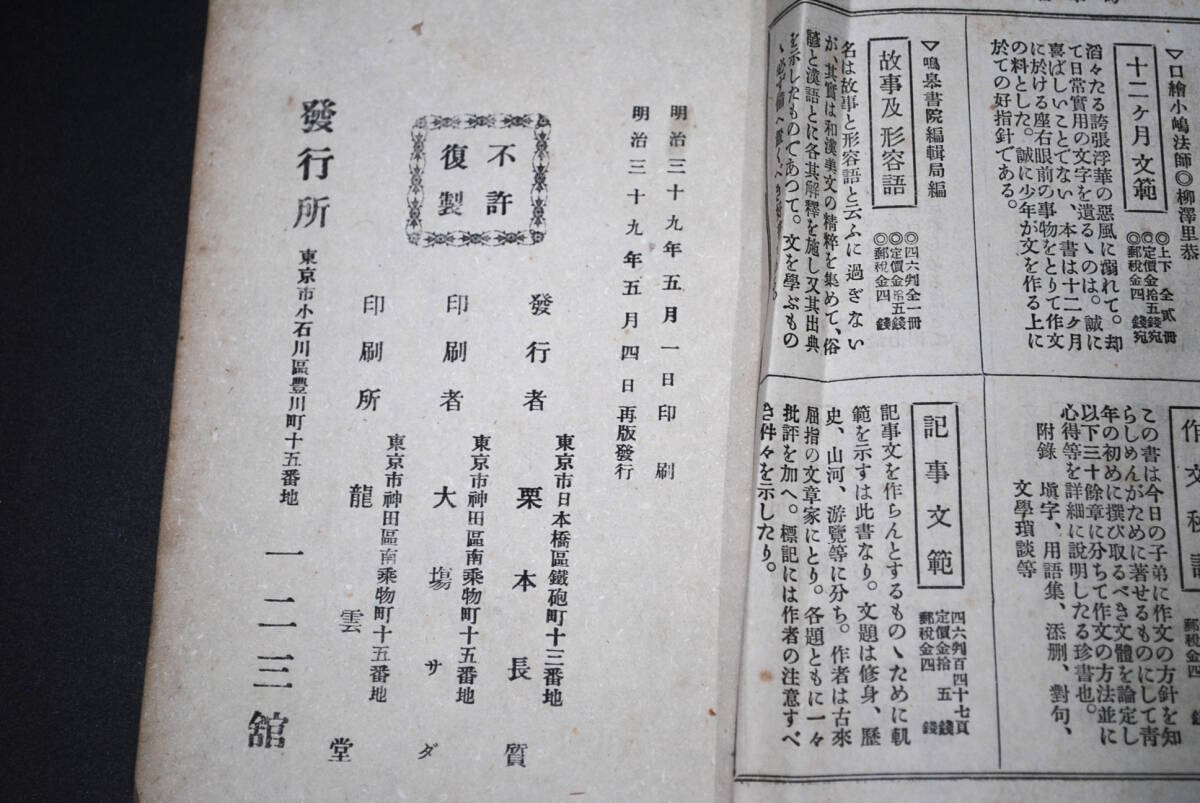 ▽口繪小嶋法師◎柳澤里恭
十二ヶ月文範
◎上下 全貳冊
◎定價金拾五錢宛
◎郵稅金四 錢宛
滔々たる誇張浮華の惡風に溺れて。却
て日常實用の文字を遺るゝのは。誠に
喜ばしいことでない、本書は十二ヶ月
に於ける座右眼前の事物をとりて作文
の料とした。誠に少年が文を作る上に
於ての好指針である。
▽鳴皋書院編輯局編
故事及形容語
◎四六判全一冊
◎定價金拾五錢
◎郵稅金四 錢
名は故事と形容語と云ふに過ぎない
が、其實は和漢美文の精粹を集めて、俗
諺と漢語とに各其解釋を施し又其出典
を示したものであつて。文を學ぶもの
郵稅金四 錢
この書は今日の子弟に作文の方針を知
らしめんがために著せるものにして青
年の初めに撰び取るべき文體を論定し
以下三十餘章に分ちて作文の方法並に
心得等を詳細に說明したる珍書也。
附錄 塡字、用語集、添删、對句、
文學瑣談等
記事文範
四六判百四十七頁
定價金拾 五 錢
郵稅金四 錢
記事文を作らんとするものゝために軌
範を示すは此書なり。文題は修身、歷
史、山河、游覽等に分ち。作者は古來
屈指の文章家にとり。各題ともに一々
批評を加へ。標記には作者の注意すべ
き件々を示したり。
明治三十九年五月一日印刷
明治三十九年五月四日再版發行
不許
復製
發行者
東京市日本橋區鐵砲町十三番地
栗本長質
印刷者
東京市神田區南乘物町十五番地
大塲サダ
印刷所
東京市神田區南乘物町十五番地
龍雲堂
發行所 東京市小石川區豐川町十五番地 一二三舘